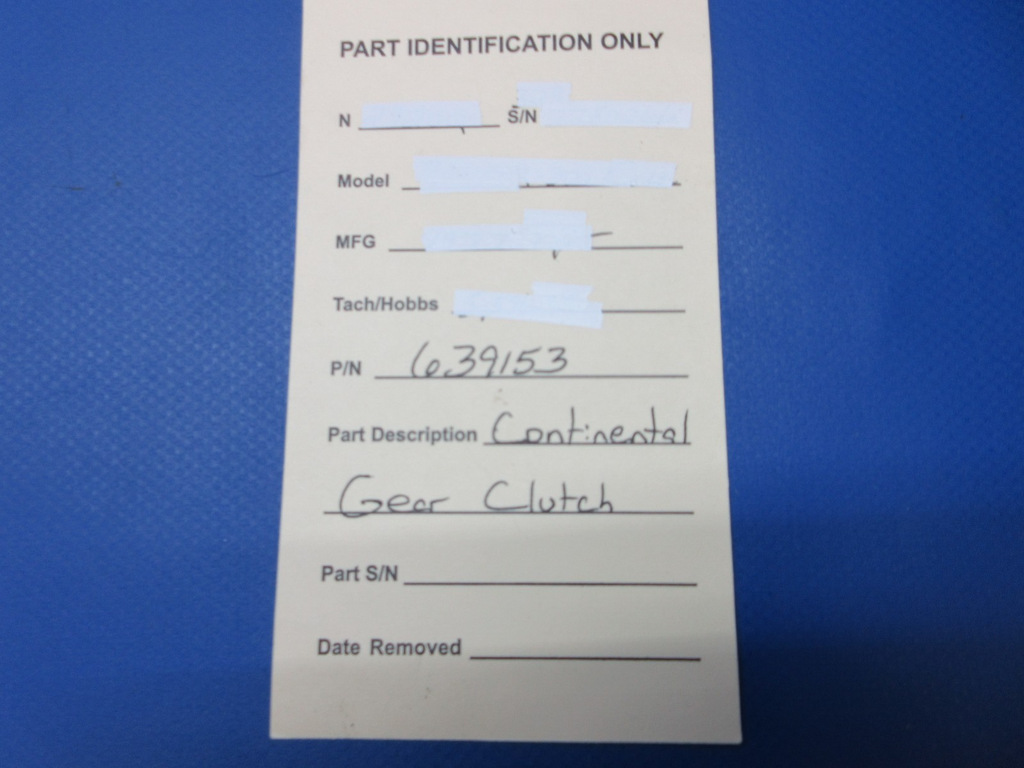 PART IDENTIFICATION ONLY
N S/N
Model
MFG
Tach/Hobbs
P/N 639153
Part Description Continental
Gear Clutch
Part S/N
Date Removed